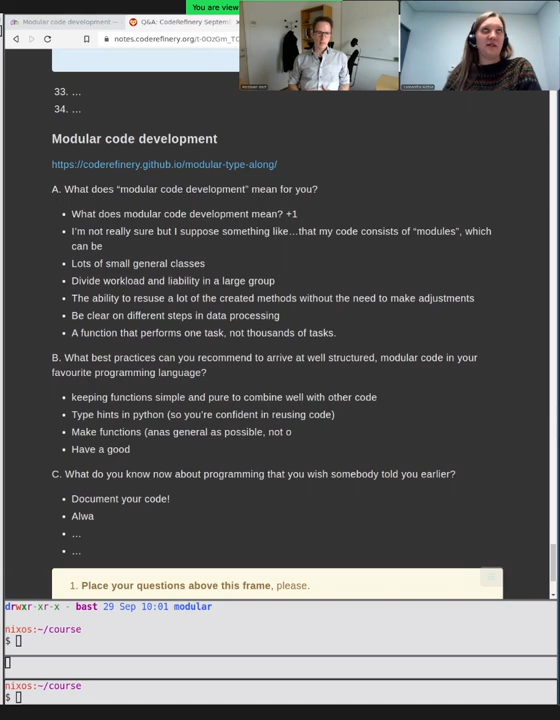 You are view
Modular code development —
Q&A: CodeRefinery Septem
notes.coderefinery.org
33. …
34. …
Modular code development
https://coderefinery.github.io/modular-type-along/
A. What does “modular code development” mean for you?
• What does modular code development mean? +1
• I’m not really sure but I suppose something like…that my code consists of “modules”, which
can be
• Lots of small general classes
• Divide workload and liability in a large group
• The ability to resuse a lot of the created methods without the need to make adjustments
• Be clear on different steps in data processing
• A function that performs one task, not thousands of tasks.
B. What best practices can you recommend to arrive at well structured, modular code in your
favourite programming language?
• keeping functions simple and pure to combine well with other code
• Type hints in python (so you’re confident in reusing code)
• Make functions (anas general as possible, not o
• Have a good
C. What do you know now about programming that you wish somebody told you earlier?
• Document your code!
• Alwa
• …
• …
1. Place your questions above this frame, please.
drwxr-xr-x - bast 29 Sep 10:01 modular
nixos:~/course
$
nixos:~/course
$